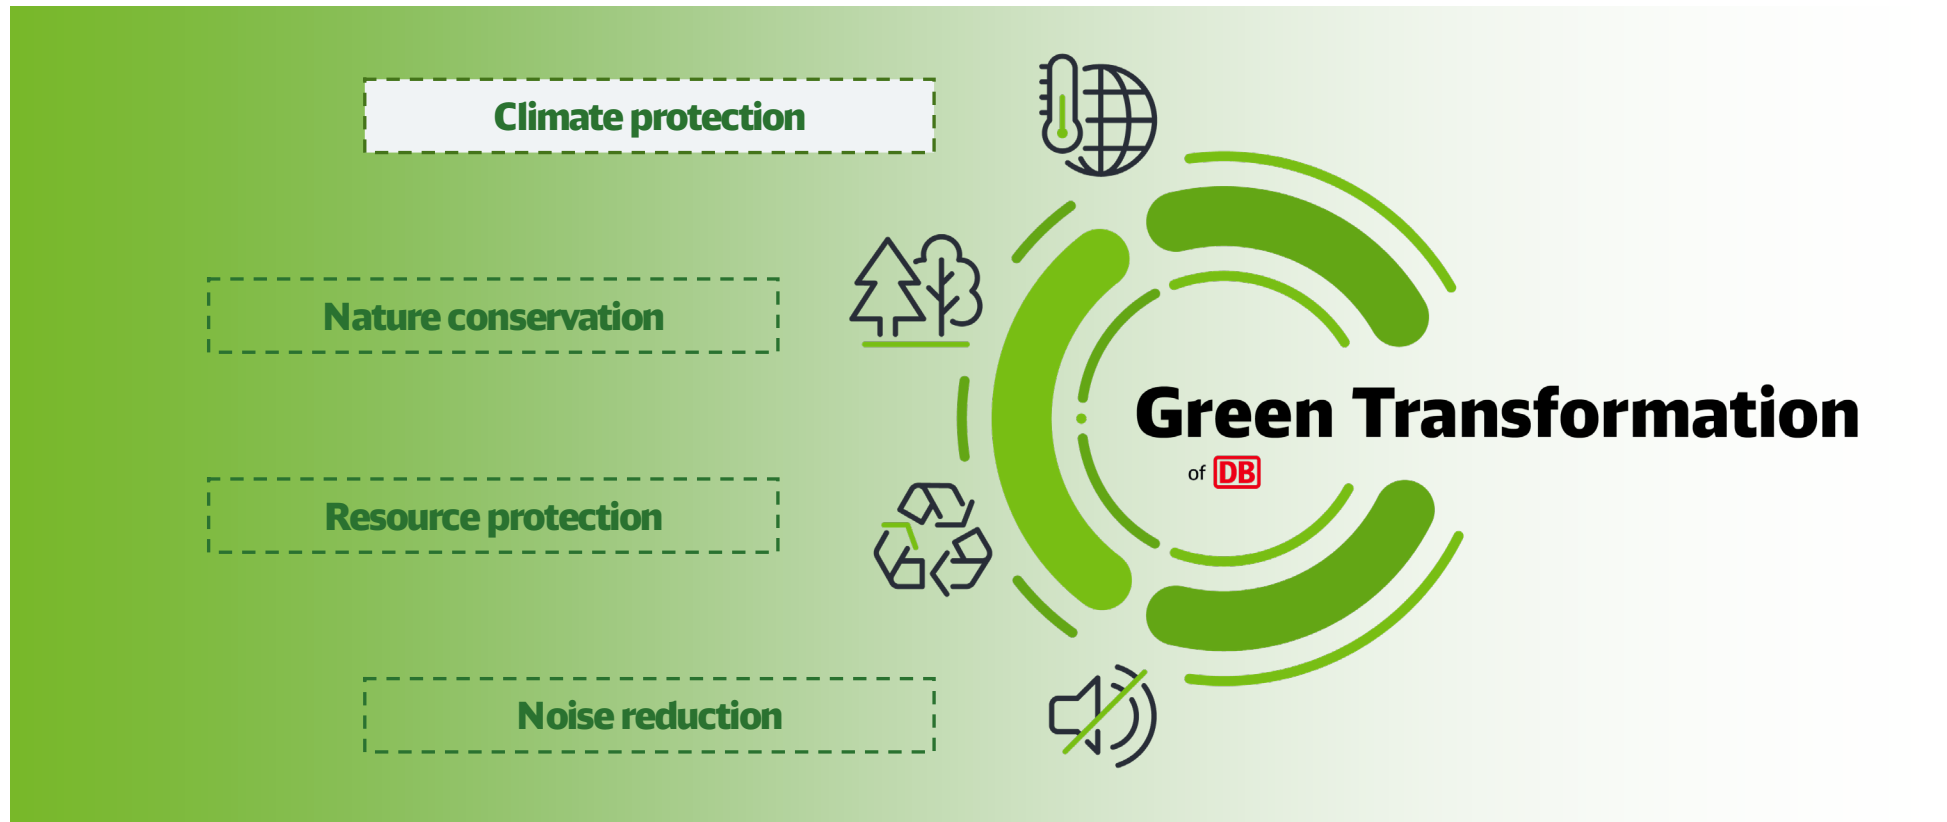 Climate protection
Nature conservation
Green Transformation
of DB
Resource protection
Noise reduction